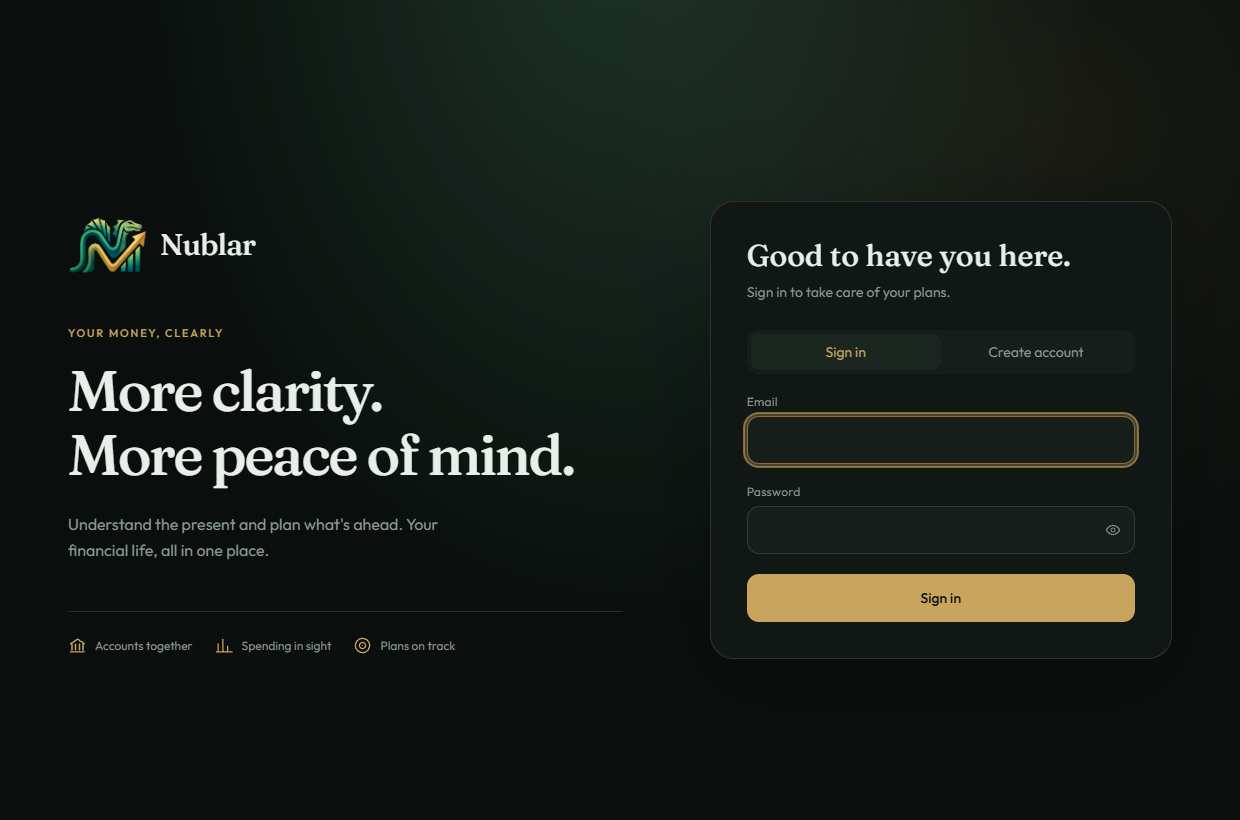 Nublar
YOUR MONEY, CLEARLY
More clarity.
More peace of mind.
Understand the present and plan what's ahead. Your
financial life, all in one place.
Accounts together
Spending in sight
Plans on track
Good to have you here.
Sign in to take care of your plans.
Sign in
Create account
Email
Password
Sign in